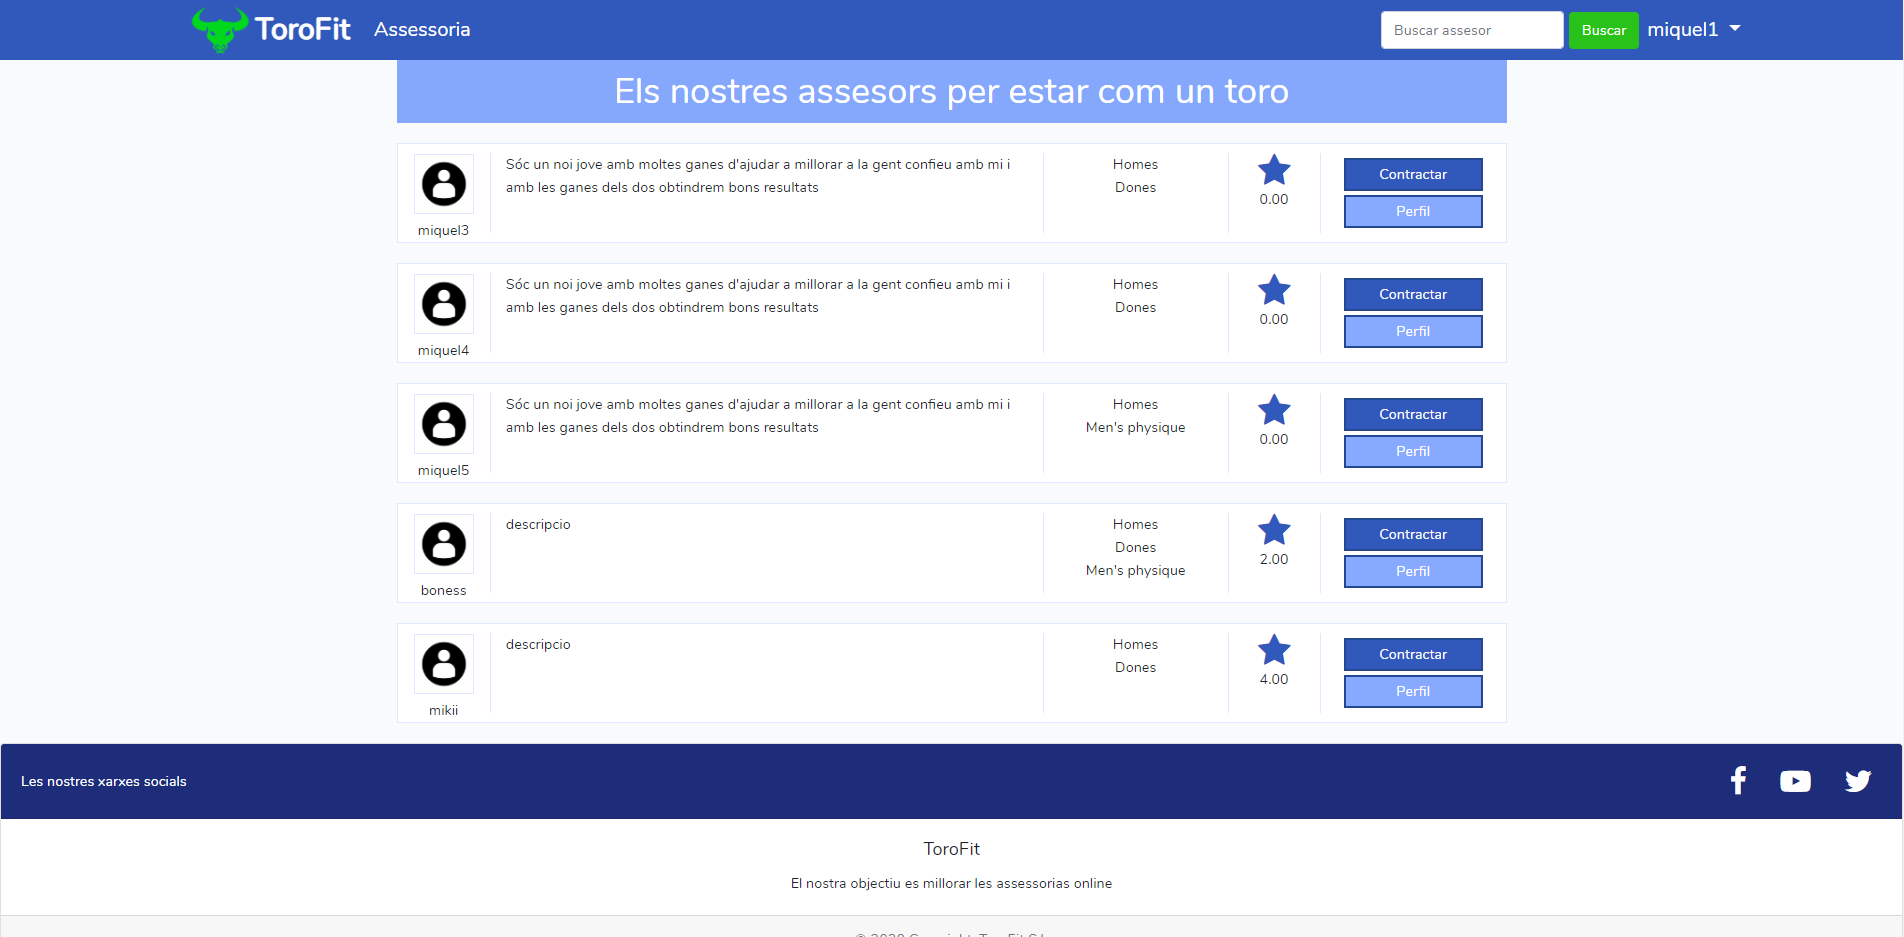 ToroFit Assessoria Buscar assesor Buscar miquel1
Els nostres assesors per estar com un toro
Sóc un noi jove amb moltes ganes d'ajudar a millorar a la gent confieu amb mi i
amb les ganes dels dos obtindrem bons resultats
miquel3
Homes
Dones
0.00
Contractar
Perfil
Sóc un noi jove amb moltes ganes d'ajudar a millorar a la gent confieu amb mi i
amb les ganes dels dos obtindrem bons resultats
miquel4
Homes
Dones
0.00
Contractar
Perfil
Sóc un noi jove amb moltes ganes d'ajudar a millorar a la gent confieu amb mi i
amb les ganes dels dos obtindrem bons resultats
miquel5
Homes
Men's physique
0.00
Contractar
Perfil
descripcio
boness
Homes
Dones
Men's physique
2.00
Contractar
Perfil
descripcio
mikii
Homes
Dones
4.00
Contractar
Perfil
Les nostres xarxes socials
ToroFit
El nostra objectiu es millorar les assessorias online
© 2020 Copyright: ToroFit